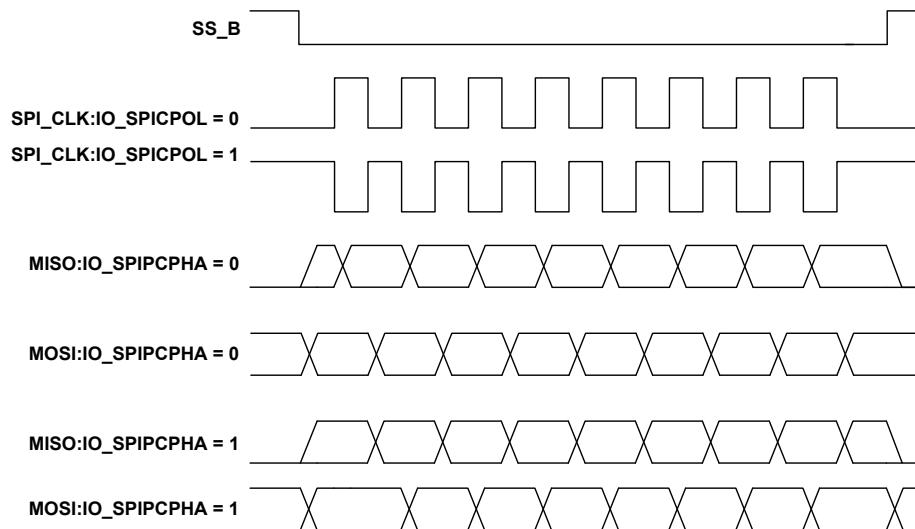 SS_B
SPI_CLK:IO_SPICPOL = 0
SPI_CLK:IO_SPICPOL = 1
MISO:IO_SPIPCPHA = 0
MOSI:IO_SPIPCPHA = 0
MISO:IO_SPIPCPHA = 1
MOSI:IO_SPIPCPHA = 1